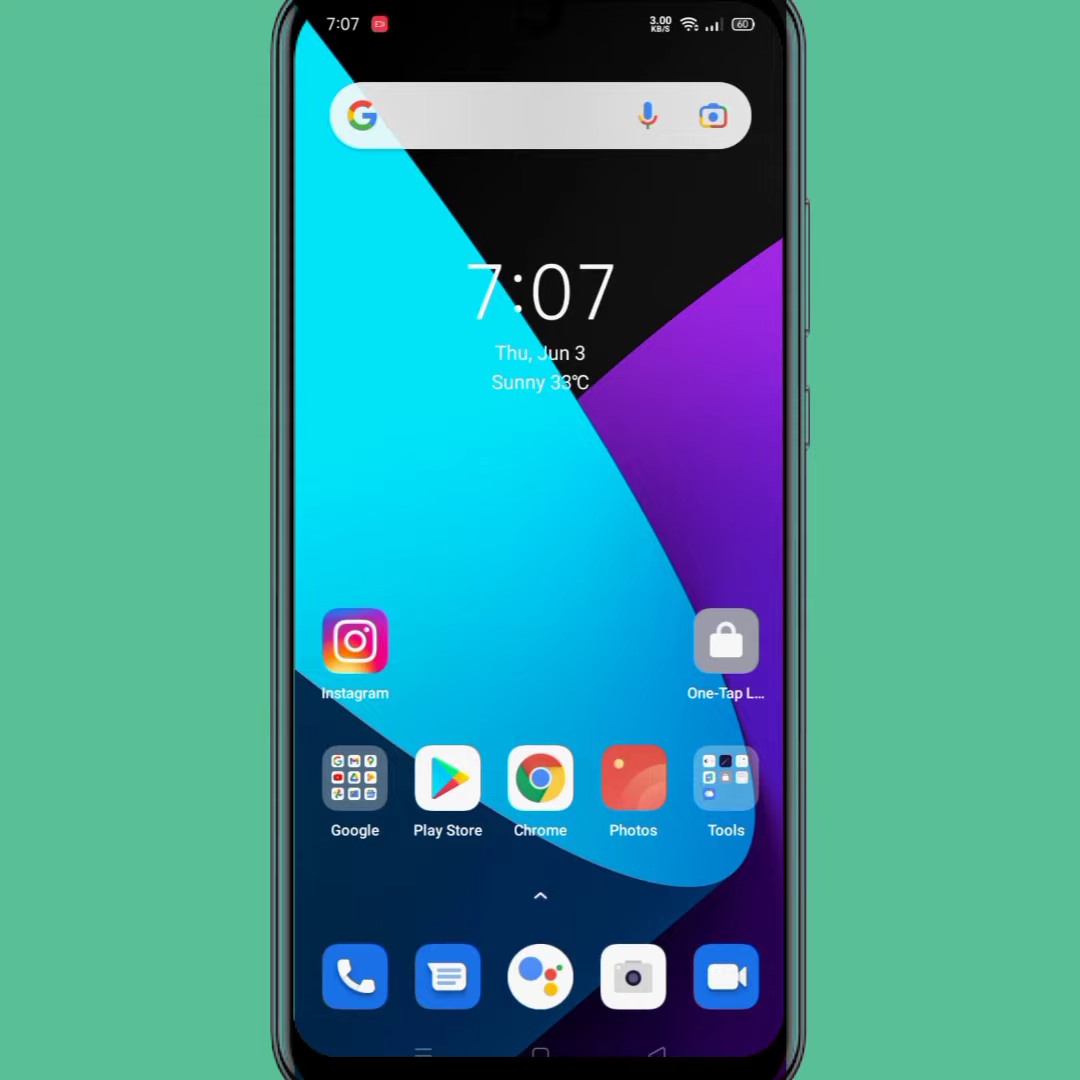 7:07
3.00
KB/S
60
7:07
Thu, Jun 3
Sunny 33℃
Instagram
One-Tap L...
Google
Play Store
Chrome
Photos
Tools